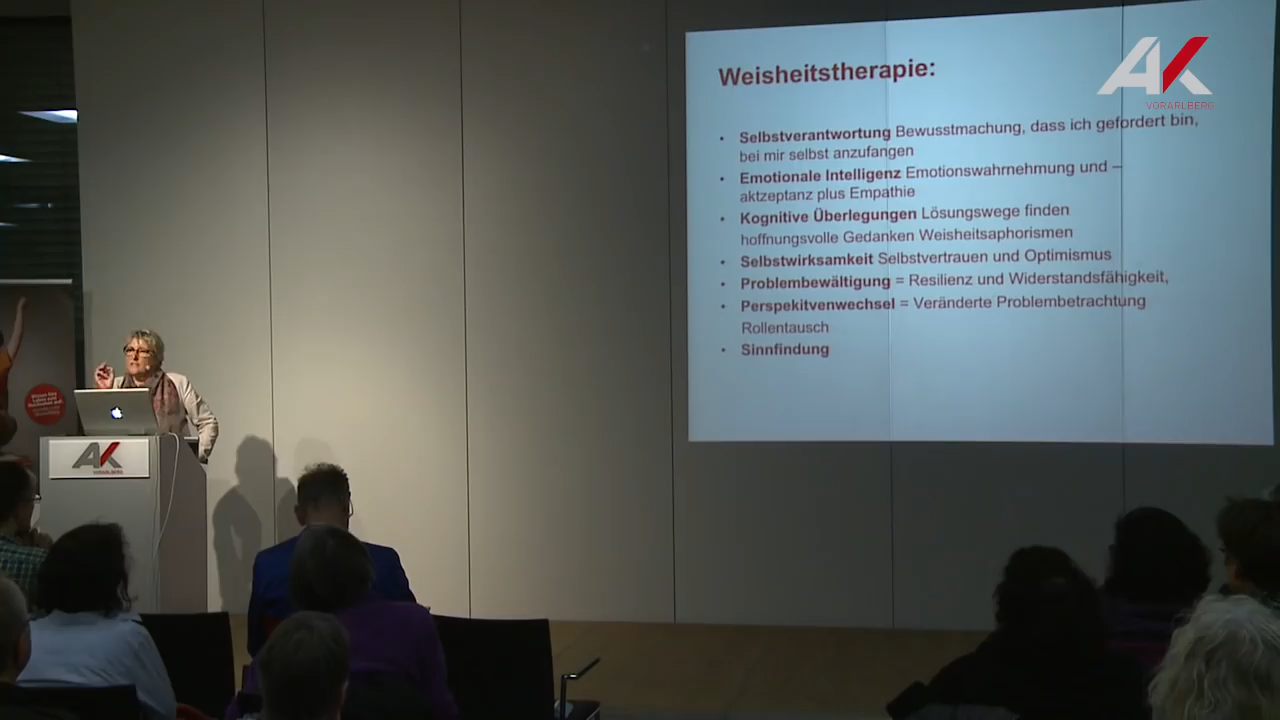 Weisheitstherapie:
AK
VORARLBERG
• Selbstverantwortung Bewusstmachung, dass ich gefordert bin,
bei mir selbst anzufangen
• Emotionale Intelligenz Emotionswahrnehmung und –
aktzeptanz plus Empathie
• Kognitive Überlegungen Lösungswege finden
hoffnungsvolle Gedanken Weisheitsaphorismen
• Selbstwirksamkeit Selbstvertrauen und Optimismus
• Problembewältigung = Resilienz und Widerstandsfähigkeit,
• Perspekitvenwechsel = Veränderte Problembetrachtung
Rollentausch
• Sinnfindung
AK
VORARLBERG